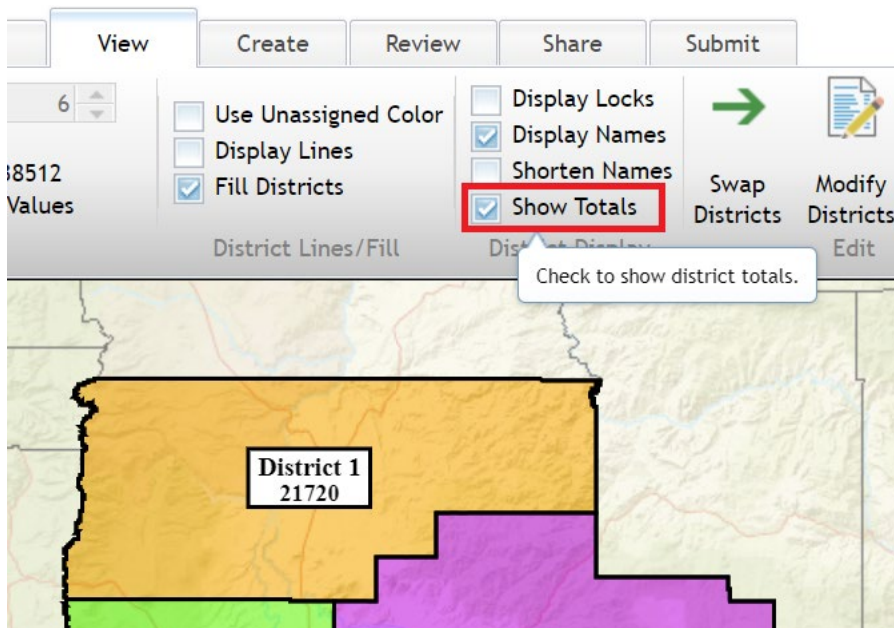 View
Create
Review
Share
Submit
6
38512
Values
Use Unassigned Color
Display Lines
Fill Districts
District Lines/Fill
Display Locks
Display Names
Shorten Names
Show Totals
Swap
Districts
Modify
Districts
Edit
Check to show district totals.
District 1
21720